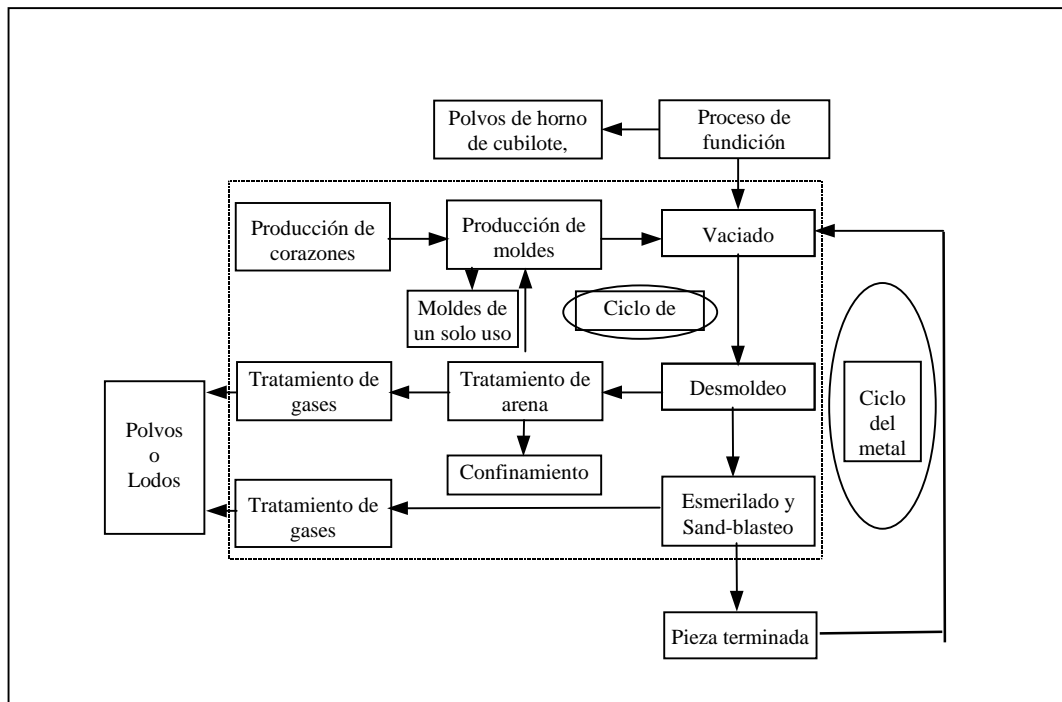 Polvos de horno
de cubilote,
Proceso de
fundición
Producción de
corazones
Producción de
moldes
Vaciado
Moldes de
un solo uso
Ciclo de
Tratamiento de
gases
Tratamiento de
arena
Desmoldeo
Ciclo
del
metal
Polvos
o
Lodos
Confinamiento
Tratamiento de
gases
Esmerilado y
Sand-blasteo
Pieza terminada